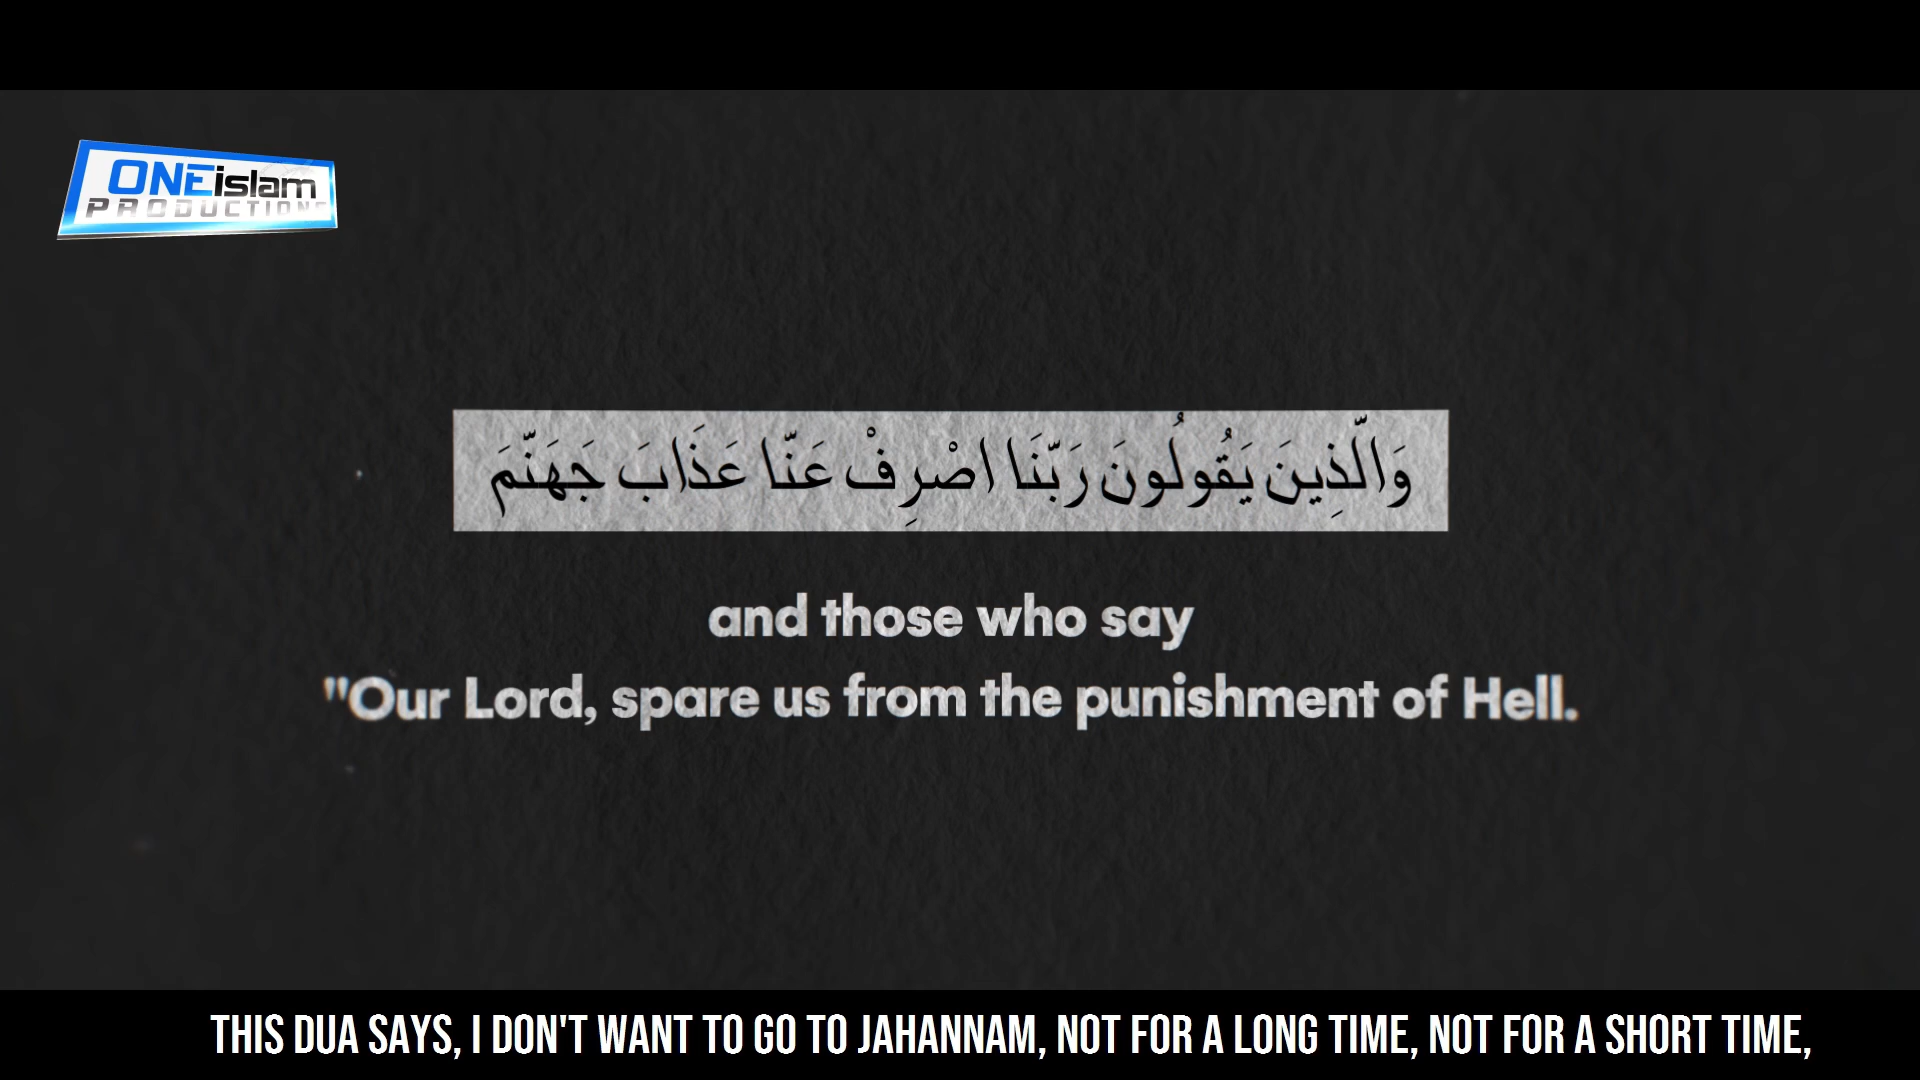 ONEislam
PRODUCTIONS
وَالَّذِينَ يَقُولُونَ رَبَّنَا اصْرِفْ عَنَّا عَذَابَ جَهَنَّمَ
and those who say
"Our Lord, spare us from the punishment of Hell.
THIS DUA SAYS, I DON'T WANT TO GO TO JAHANNAM, NOT FOR A LONG TIME, NOT FOR A SHORT TIME,